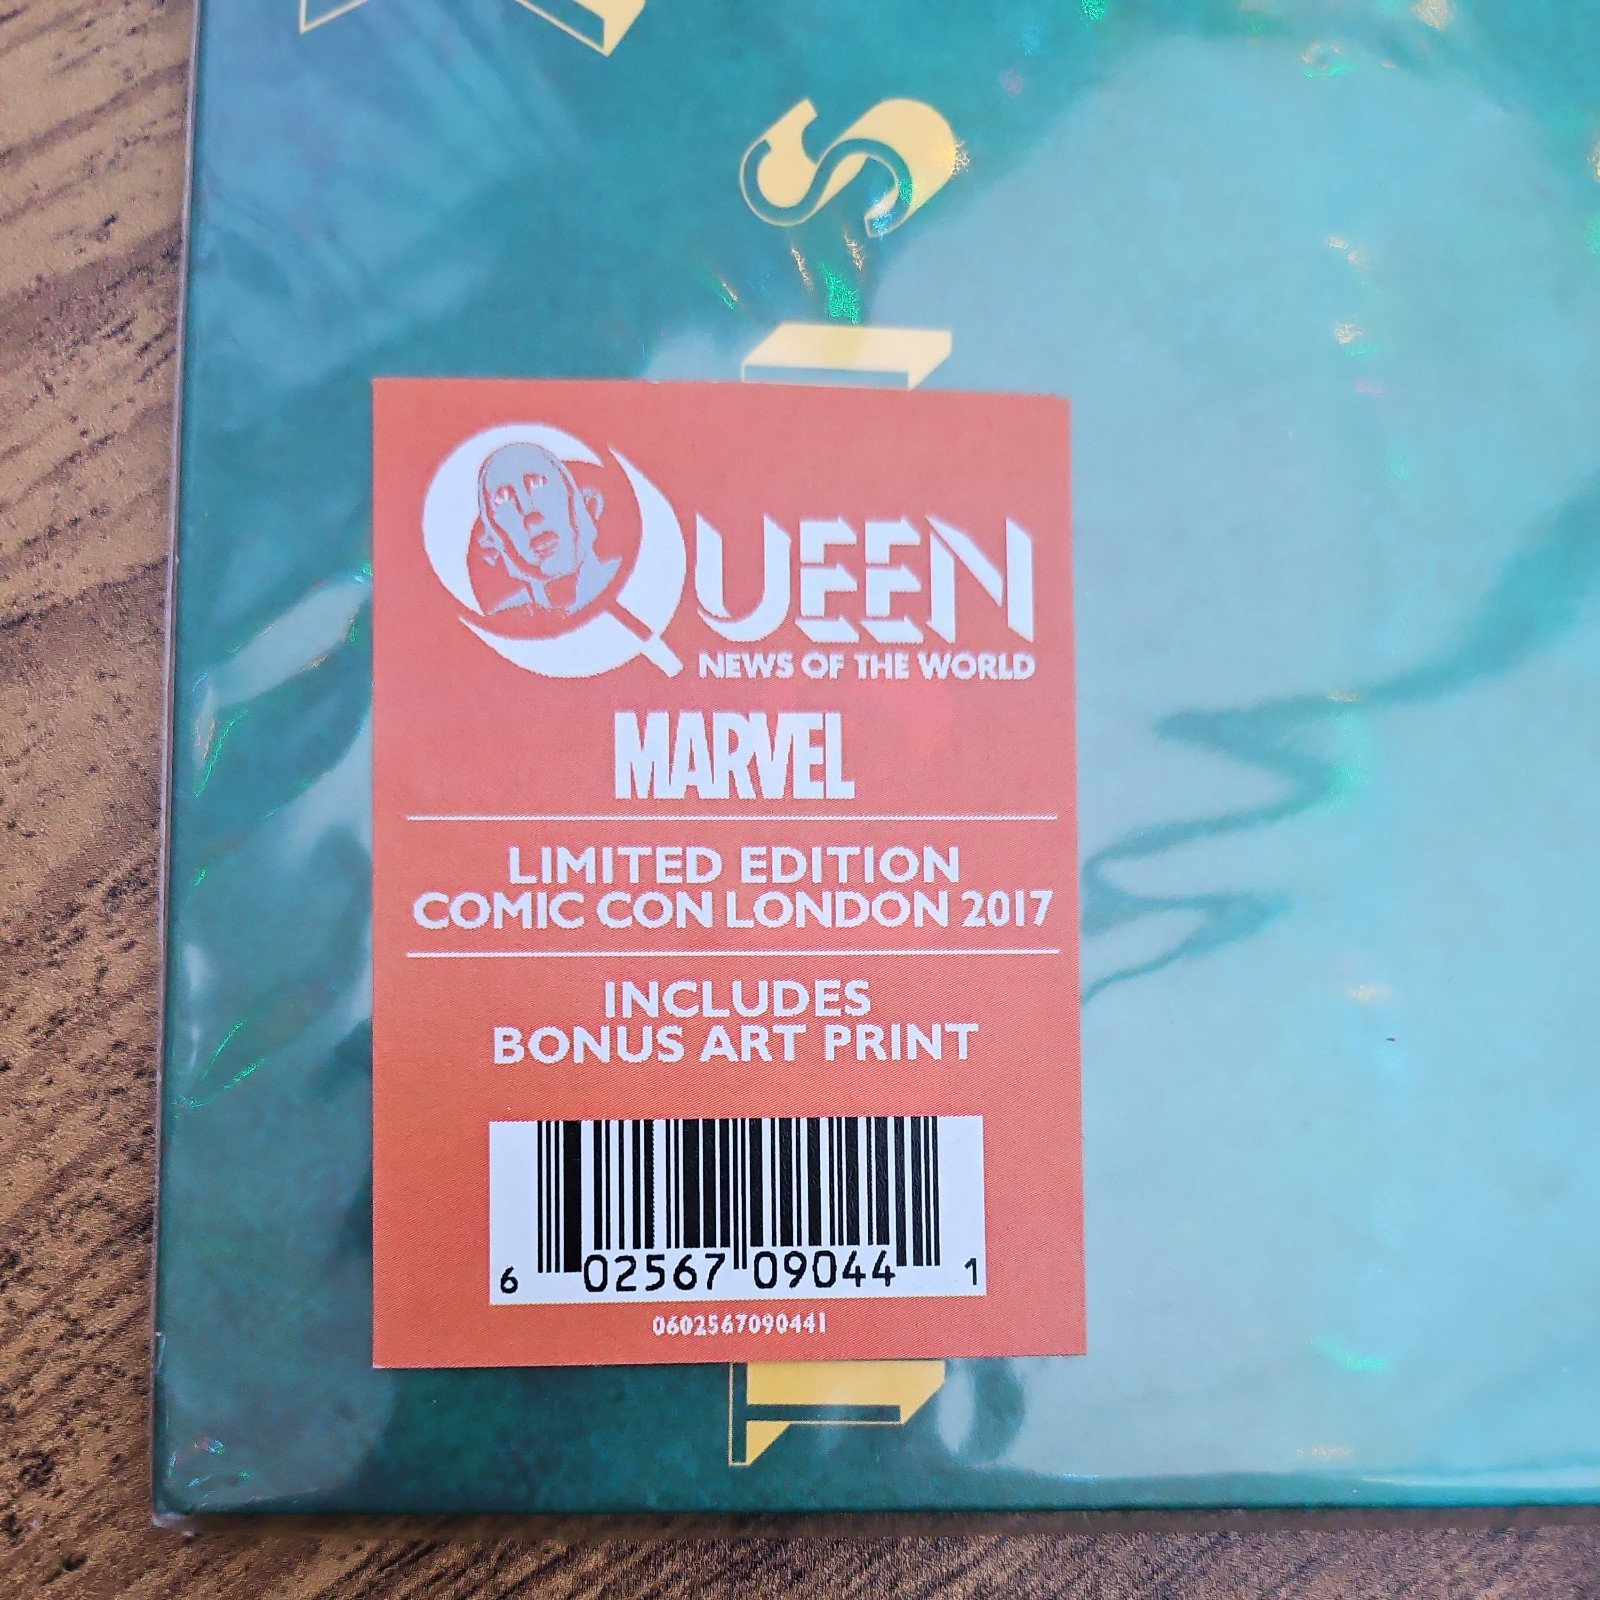 S
QUEEN
NEWS OF THE WORLD
MARVEL
LIMITED EDITION
COMIC CON LONDON 2017
INCLUDES
BONUS ART PRINT
6 02567 09044 1
0602567090441